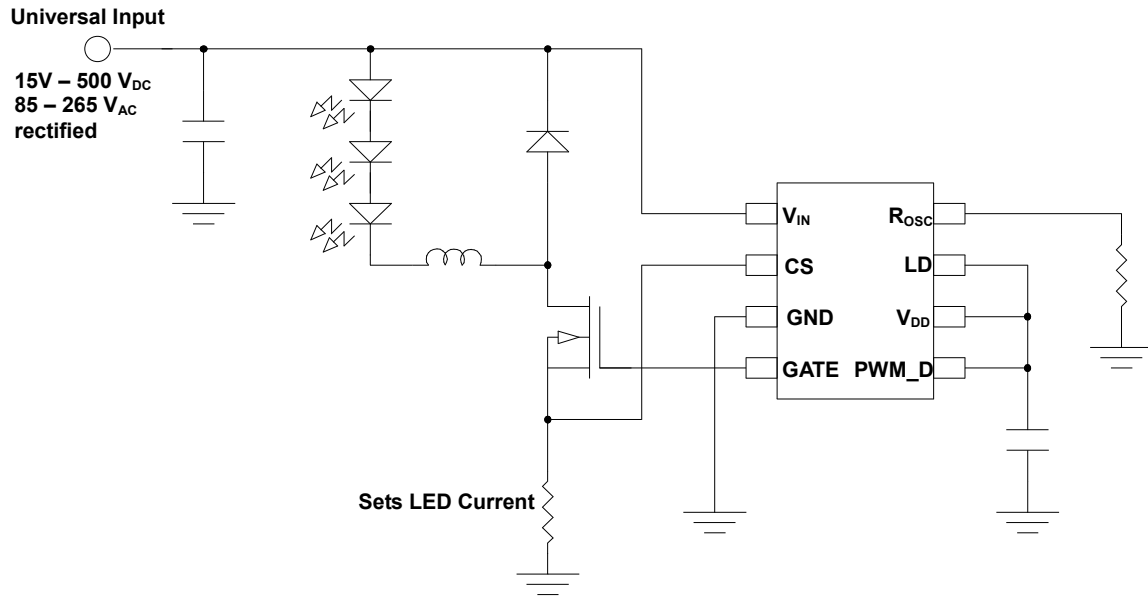 Universal Input
15V – 500 VDC
85 – 265 VAC
rectified
VIN
ROSC
CS
LD
GND
VDD
GATE
PWM_D
Sets LED Current